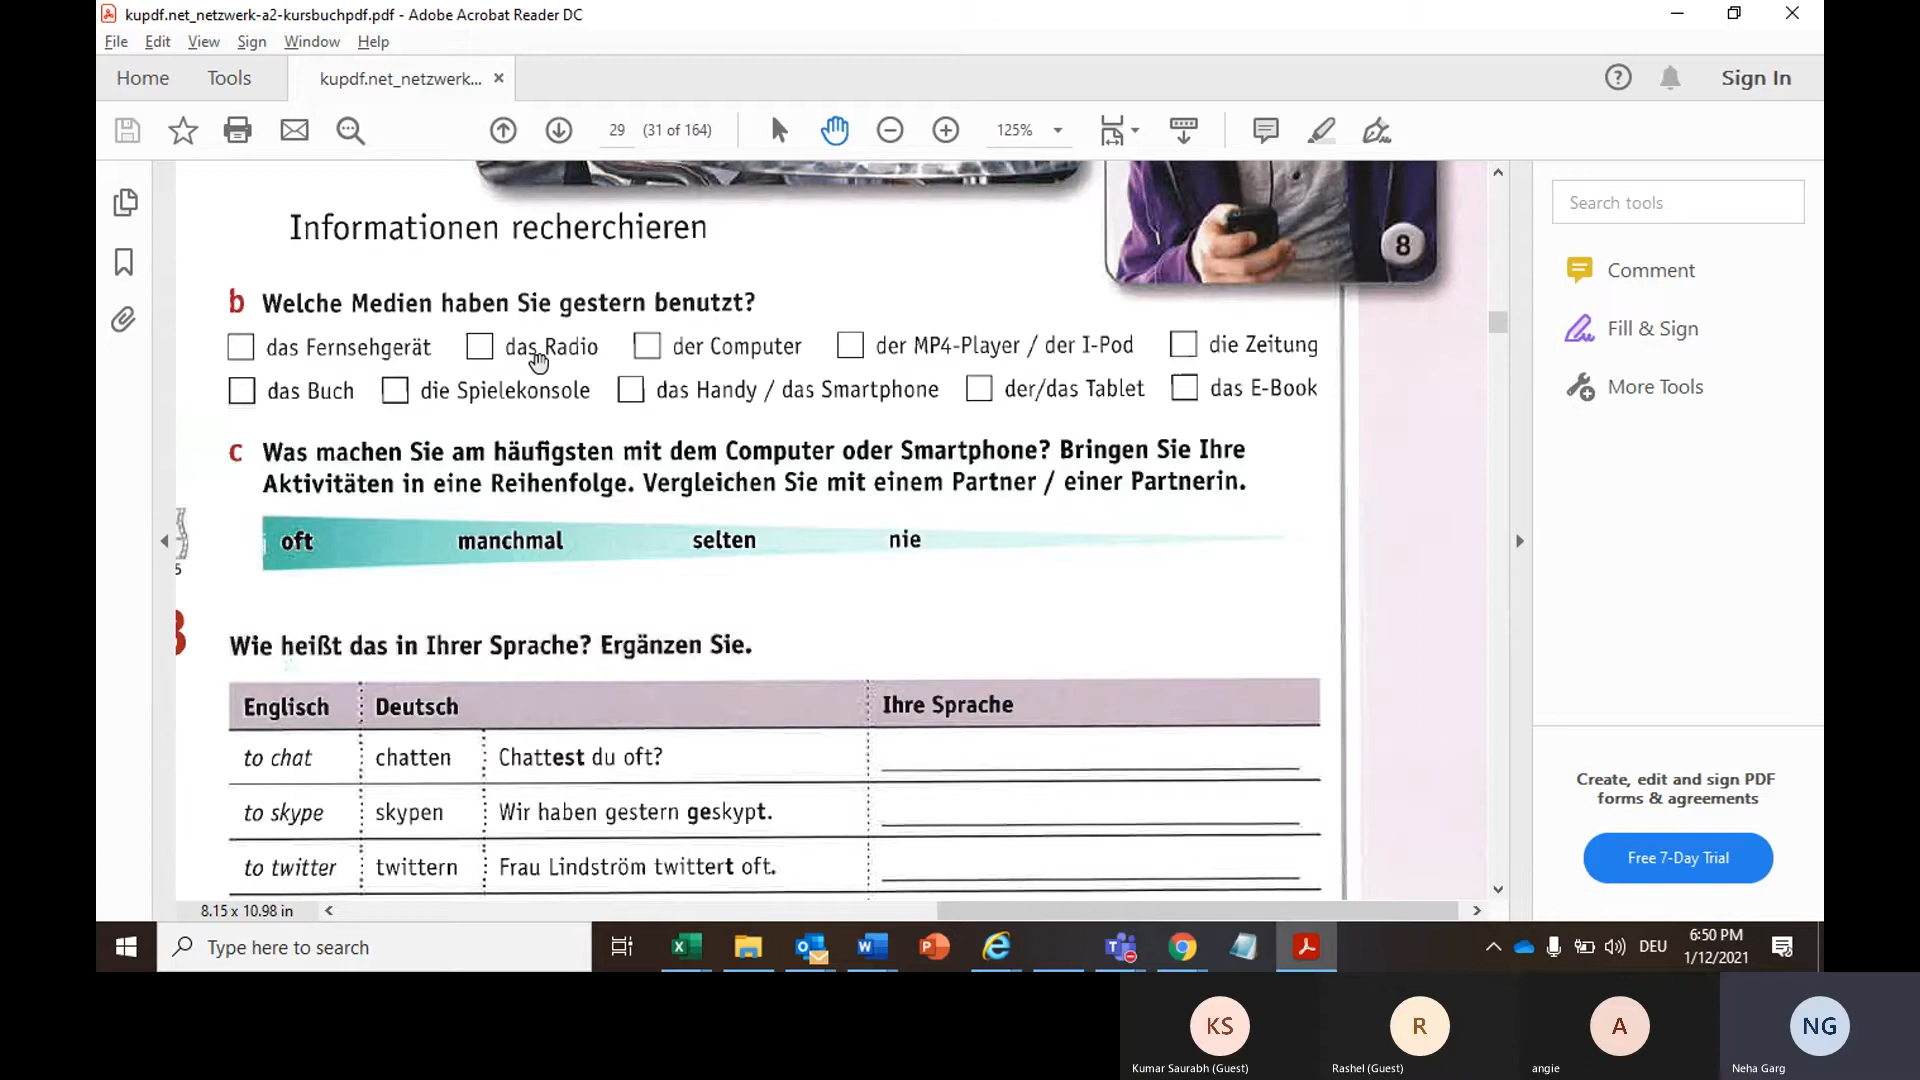 kupdf.net_netzwerk-a2-kursbuchpdf.pdf - Adobe Acrobat Reader DC
File Edit View Sign Window Help
Home Tools kupdf.net_netzwerk... × Sign In
29 (31 of 164) 125%
Search tools
Comment
Fill & Sign
More Tools
Create, edit and sign PDF
forms & agreements
Free 7-Day Trial
8
Informationen recherchieren
b Welche Medien haben Sie gestern benutzt?
das Fernsehgerät das Radio der Computer der MP4-Player / der I-Pod die Zeitung
das Buch die Spielekonsole das Handy / das Smartphone der/das Tablet das E-Book
c Was machen Sie am häufigsten mit dem Computer oder Smartphone? Bringen Sie Ihre
Aktivitäten in eine Reihenfolge. Vergleichen Sie mit einem Partner / einer Partnerin.
oft manchmal selten nie
5
Wie heißt das in Ihrer Sprache? Ergänzen Sie.
Englisch Deutsch Ihre Sprache
to chat chatten Chattest du oft?
to skype skypen Wir haben gestern geskypt.
to twitter twittern Frau Lindström twittert oft.
8.15 x 10.98 in
Type here to search
DEU 6:50 PM
1/12/2021
KS R A NG
Kumar Saurabh (Guest) Rashel (Guest) angie Neha Garg